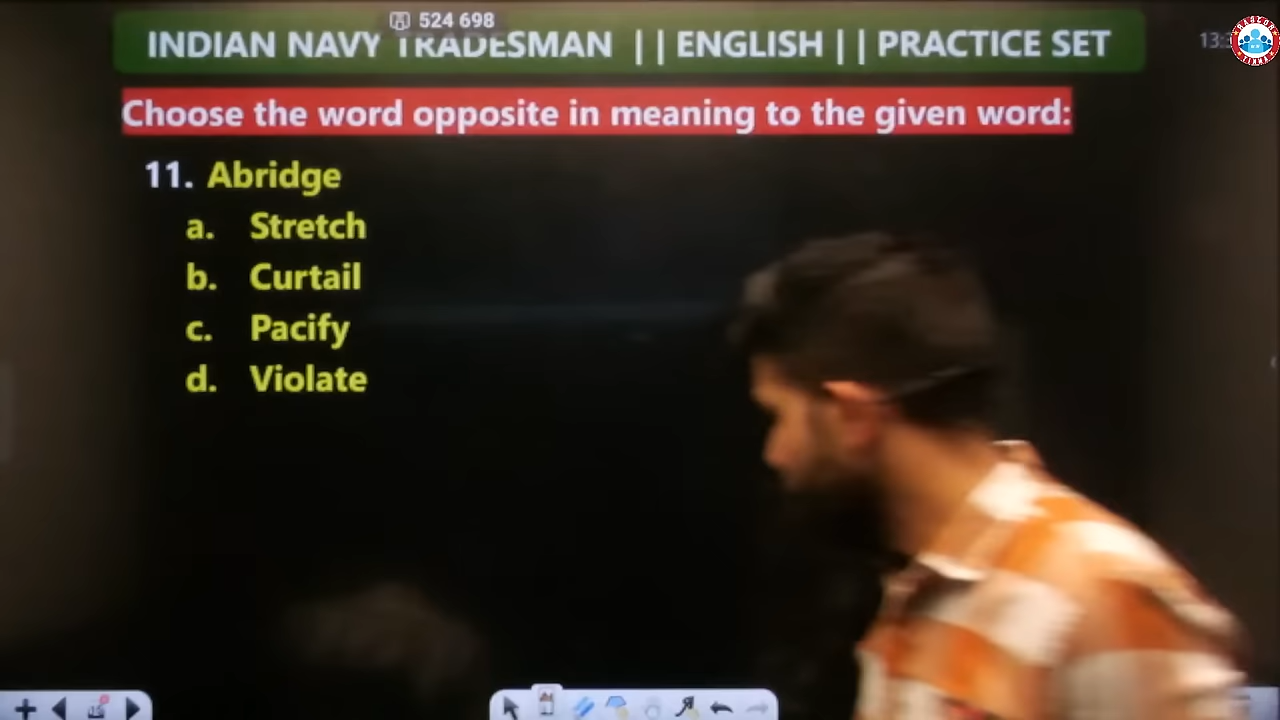 524 698
INDIAN NAVY TRADESMAN || ENGLISH || PRACTICE SET
Choose the word opposite in meaning to the given word:
11. Abridge
a. Stretch
b. Curtail
c. Pacify
d. Violate